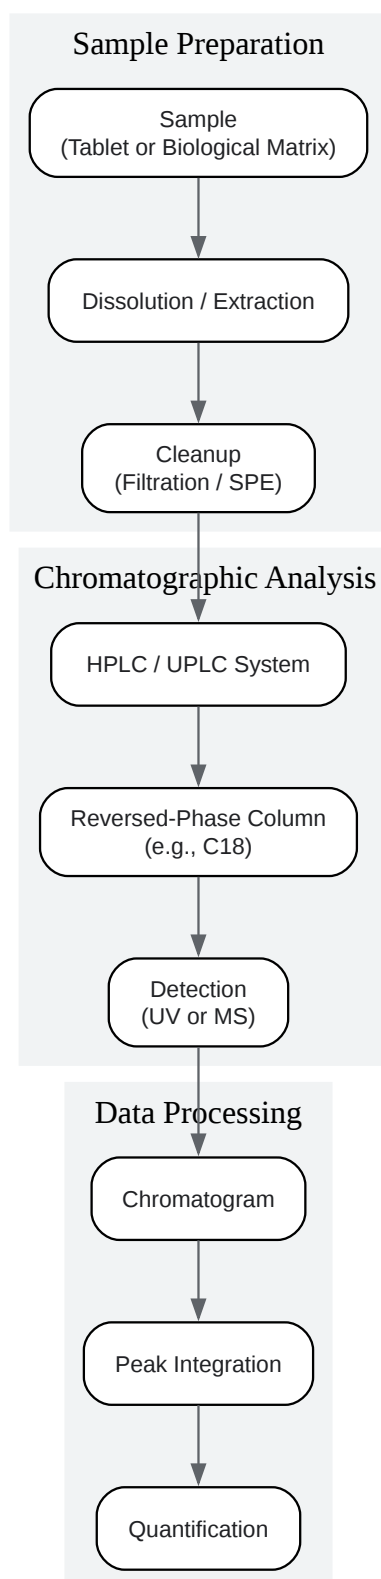 Sample Preparation
Sample
(Tablet or Biological Matrix)
Dissolution / Extraction
Cleanup
(Filtration / SPE)
Chromatographic Analysis
HPLC / UPLC System
Reversed-Phase Column
(e.g., C18)
Detection
(UV or MS)
Data Processing
Chromatogram
Peak Integration
Quantification